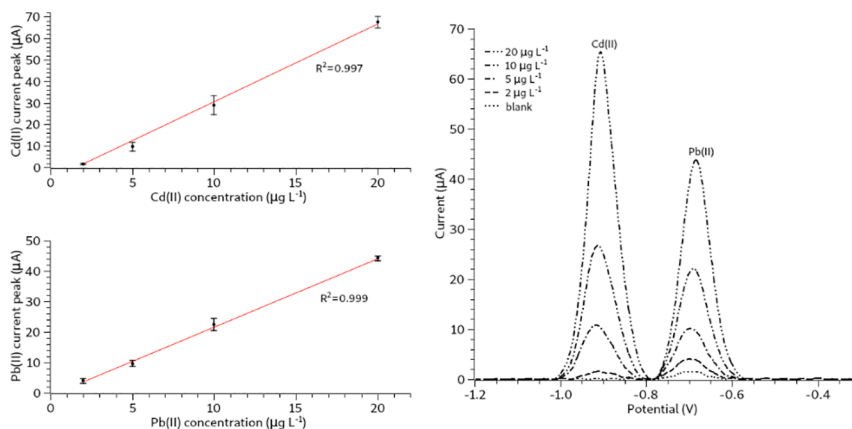 70
60
50
40
30
20
10
0
Cd(II) current peak (µA)
R²=0.997
0 5 10 15 20
Cd(II) concentration (µg L⁻¹)
50
40
30
20
10
0
Pb(II) current peak (µA)
R²=0.999
0 5 10 15 20
Pb(II) concentration (µg L⁻¹)
70
60
50
40
30
20
10
0
Current (µA)
20 µg L⁻¹
10 µg L⁻¹
5 µg L⁻¹
2 µg L⁻¹
blank
Cd(II)
Pb(II)
-1.2 -1.0 -0.8 -0.6 -0.4
Potential (V)